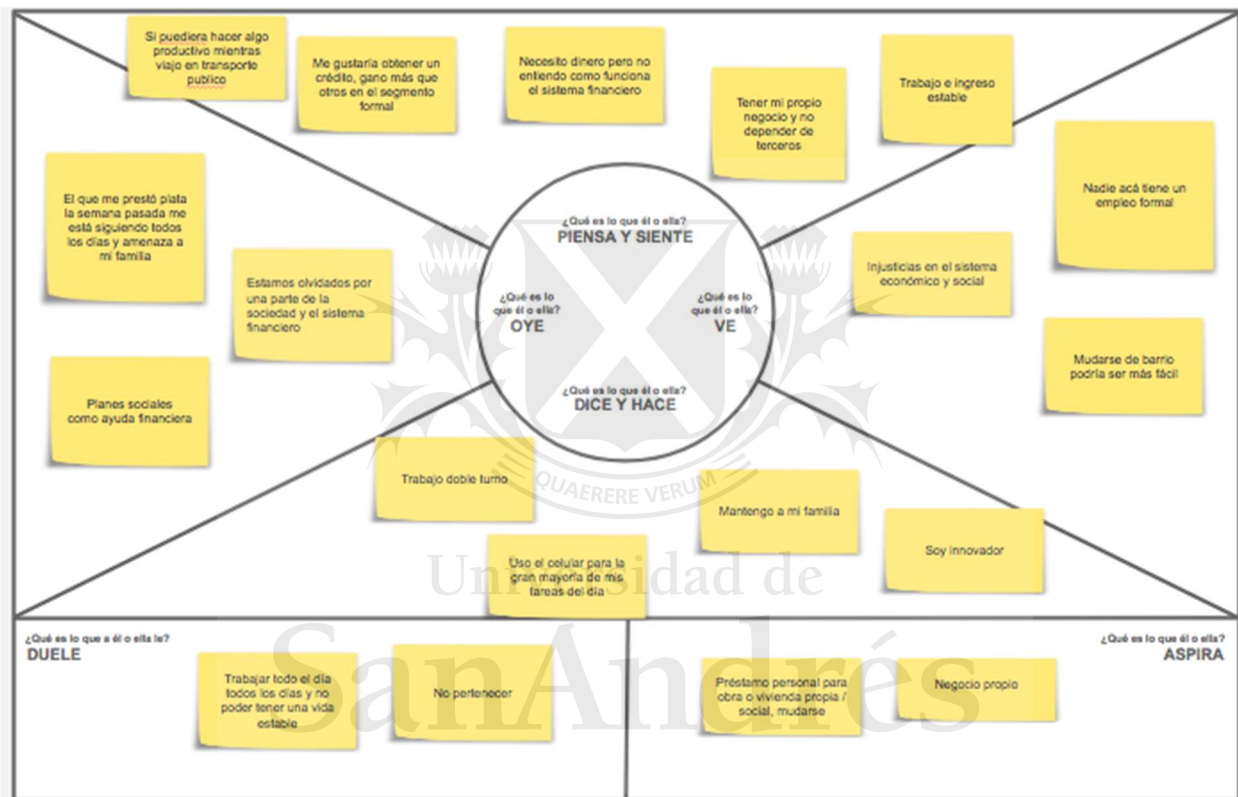 Si puediera hacer algo
productivo mientras
viajo en transporte
publico
Me gustaría obtener un
crédito, gano más que
otros en el segmento
formal
Necesito dinero pero no
entiendo como funciona
el sistema financiero
Tener mi propio
negocio y no
depender de
terceros
Trabajo e ingreso
estable
El que me prestó plata
la semana pasada me
está siguiendo todos
los días y amenaza a
mi familia
Estamos olvidados por
una parte de la
sociedad y el sistema
financiero
Planes sociales
como ayuda financiera
¿Qué es lo que él o ella?
PIENSA Y SIENTE
¿Qué es lo
que él o ella?
OYE
¿Qué es lo
que él o ella?
VE
¿Qué es lo que él o ella?
DICE Y HACE
Nadie acá tiene un
empleo formal
Injusticias en el sistema
económico y social
Mudarse de barrio
podría ser más fácil
Trabajo doble turno
Uso el celular para la
gran mayoría de mis
tareas del día
Mantengo a mi familia
Soy innovador
QUAERERE VERUM
Universidad de
SanAndrés
¿Qué es lo que a él o ella le?
DUELE
Trabajar todo el día
todos los días y no
poder tener una vida
estable
No pertenecer
¿Qué es lo que él o ella?
ASPIRA
Préstamo personal para
obra o vivienda propia /
social, mudarse
Negocio propio